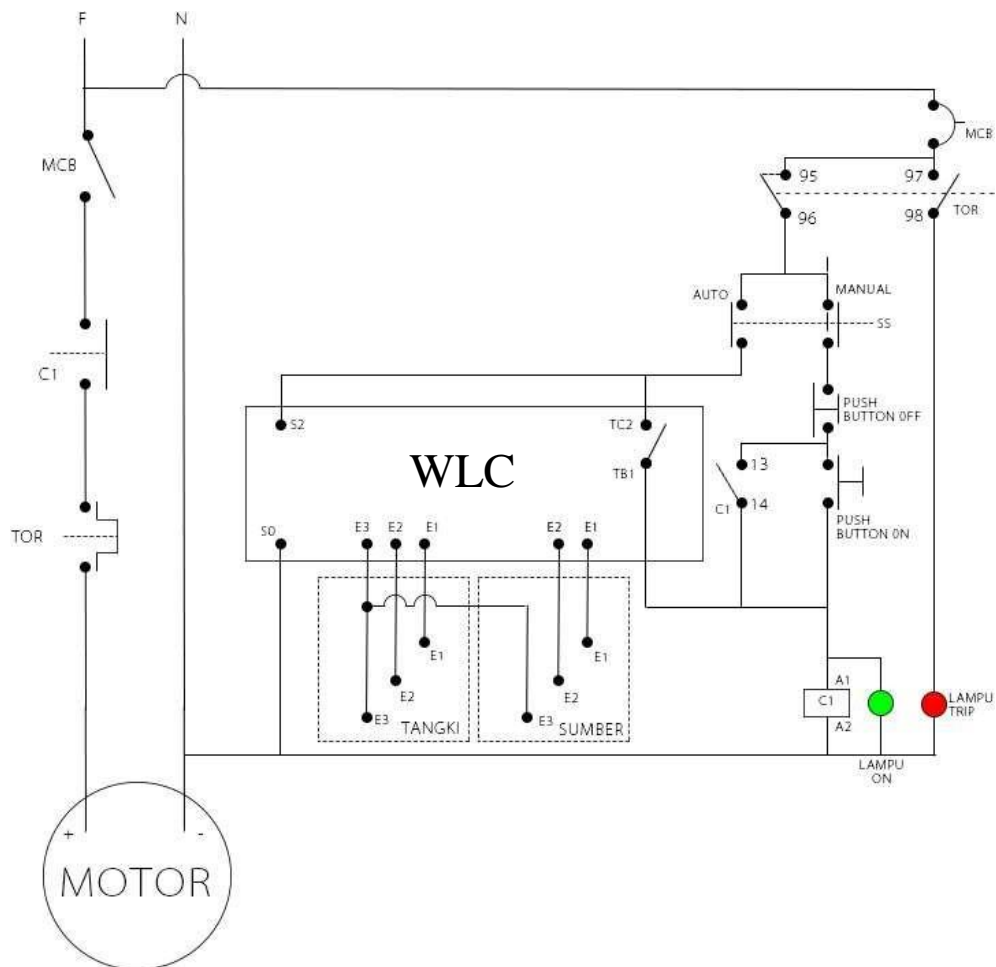 F
N
MCB
MCB
95
97
96
98
TOR
AUTO
MANUAL
SS
C1
PUSH
BUTTON OFF
S2
TC2
WLC
TB1
13
C1
14
PUSH
BUTTON ON
TOR
S0
E3
E2
E1
E2
E1
E1
E1
E2
E2
E3
E3
TANGKI
SUMBER
A1
C1
A2
LAMPU
TRIP
LAMPU
ON
+
-
MOTOR